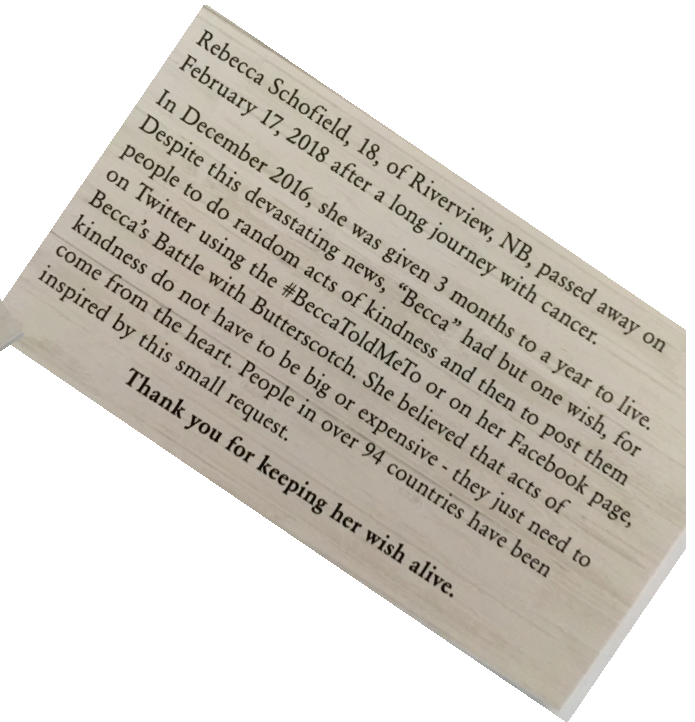 Rebecca Schofield, 18, of Riverview, NB, passed away on
February 17, 2018 after a long journey with cancer.
In December 2016, she was given 3 months to a year to live.
Despite this devastating news, “Becca” had but one wish, for
people to do random acts of kindness and then to post them
on Twitter using the #BeccaToldMeTo or on her Facebook page,
Becca’s Battle with Butterscotch. She believed that acts of
kindness do not have to be big or expensive - they just need to
come from the heart. People in over 94 countries have been
inspired by this small request.
Thank you for keeping her wish alive.